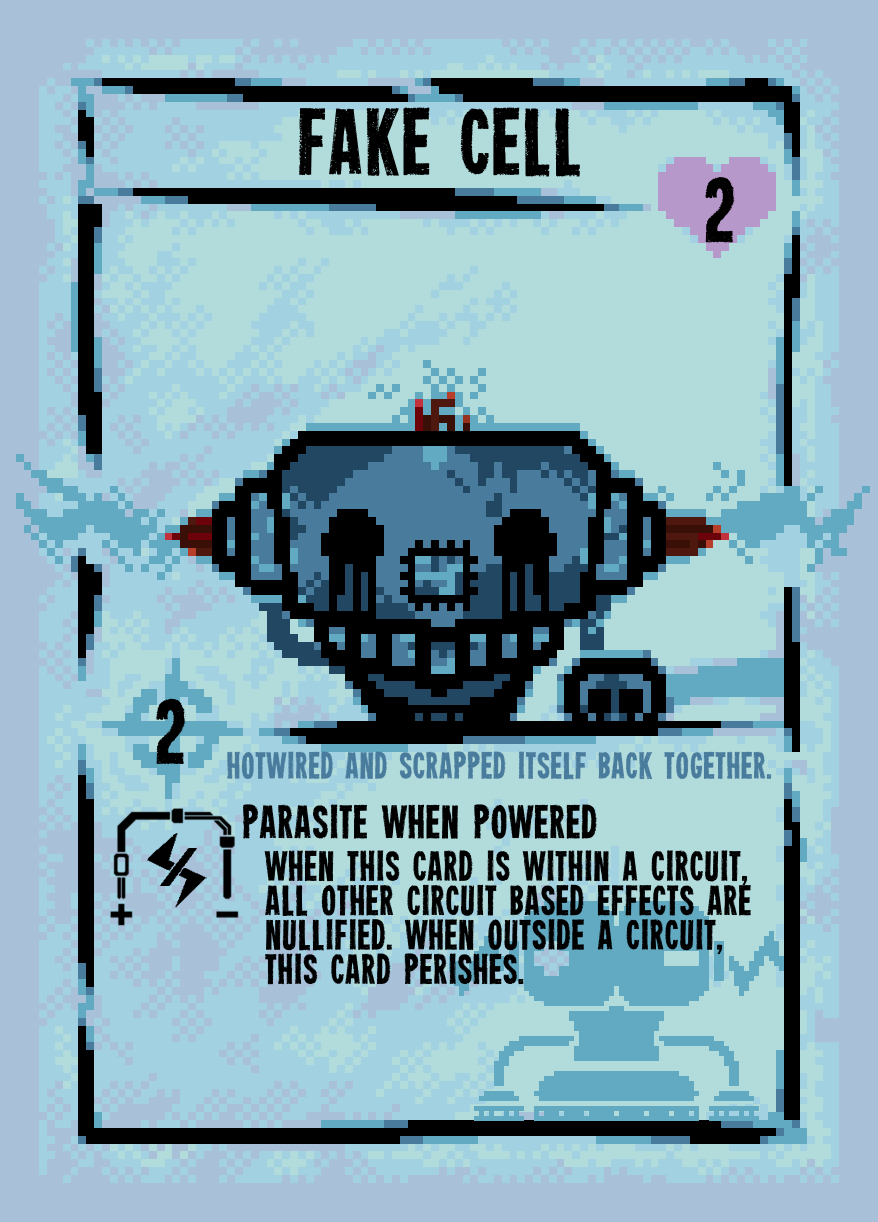 FAKE CELL
2
2
HOTWIRED AND SCRAPPED ITSELF BACK TOGETHER.
PARASITE WHEN POWERED
WHEN THIS CARD IS WITHIN A CIRCUIT,
ALL OTHER CIRCUIT BASED EFFECTS ARE
NULLIFIED. WHEN OUTSIDE A CIRCUIT,
THIS CARD PERISHES.
+ −